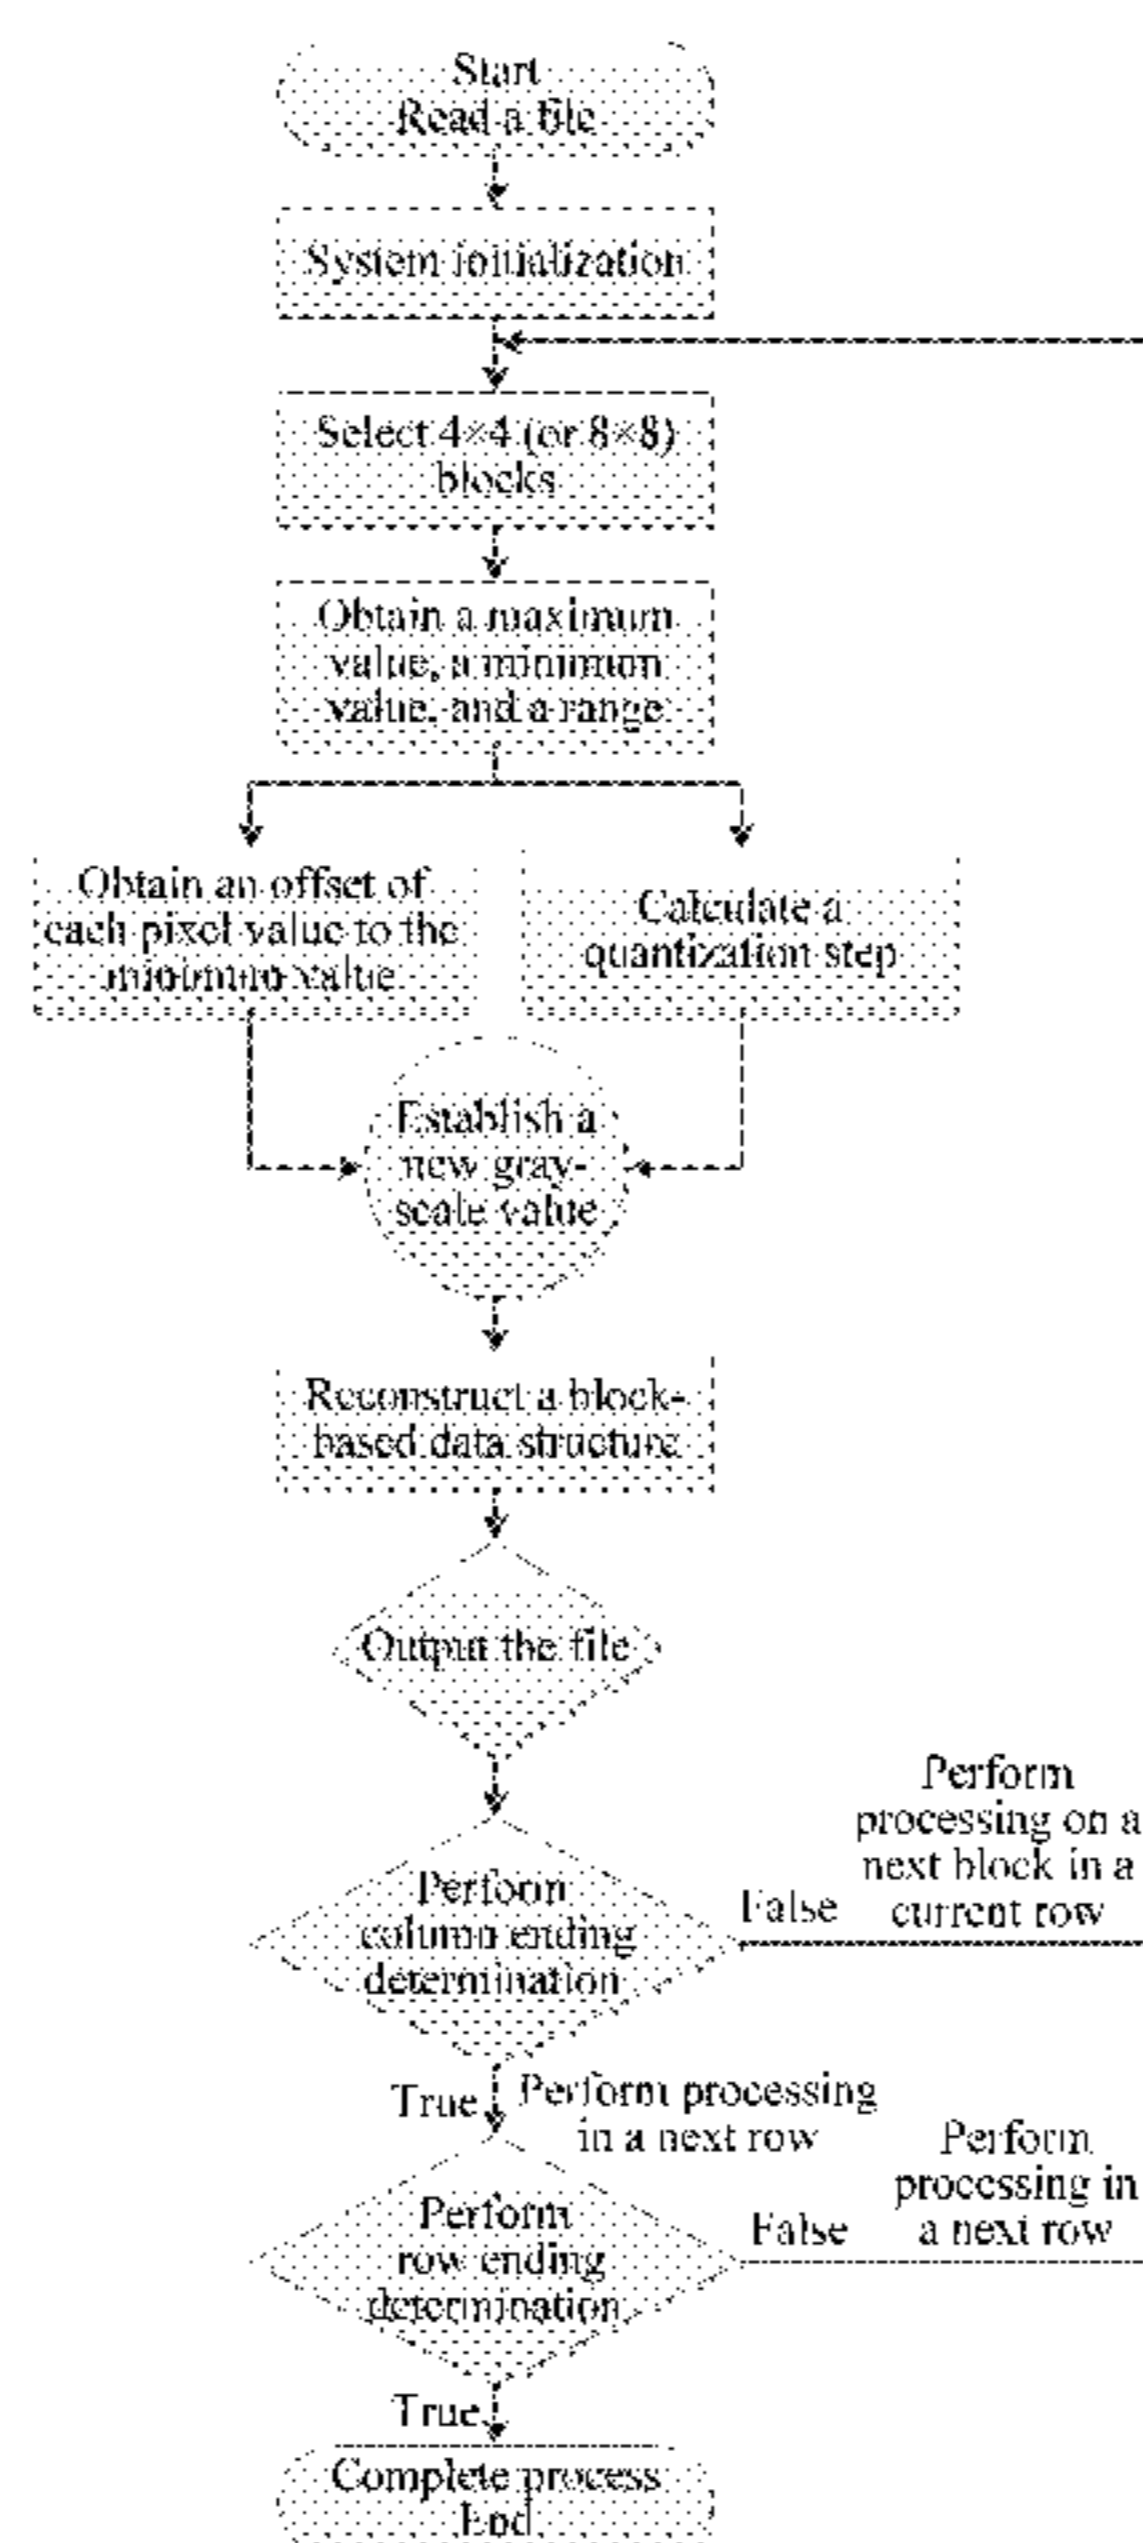 Start
Read a file
System initialization
Select 4×4 (or 8×8)
blocks
Obtain a maximum
value, a minimum
value, and a range
Obtain an offset of
each pixel value to the
minimum value
Calculate a
quantization step
Establish a
new gray-
scale value
Reconstruct a block-
based data structure
Output the file
Perform
column ending
determination
False
Perform
processing on a
next block in a
current row
True
Perform processing
in a next row
Perform
row ending
determination
False
Perform
processing in
a next row
True
Complete process
End